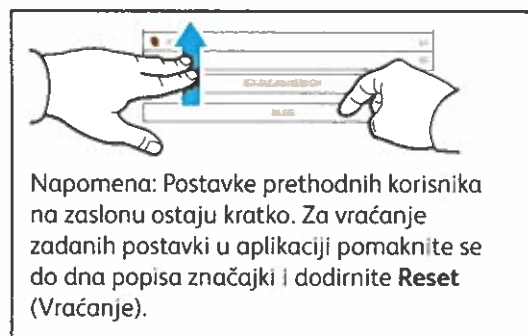 Napomena: Postavke prethodnih korisnika
na zaslonu ostaju kratko. Za vraćanje
zadanih postavki u aplikaciji pomaknite se
do dna popisa značajki i dodirnite Reset
(Vraćanje).